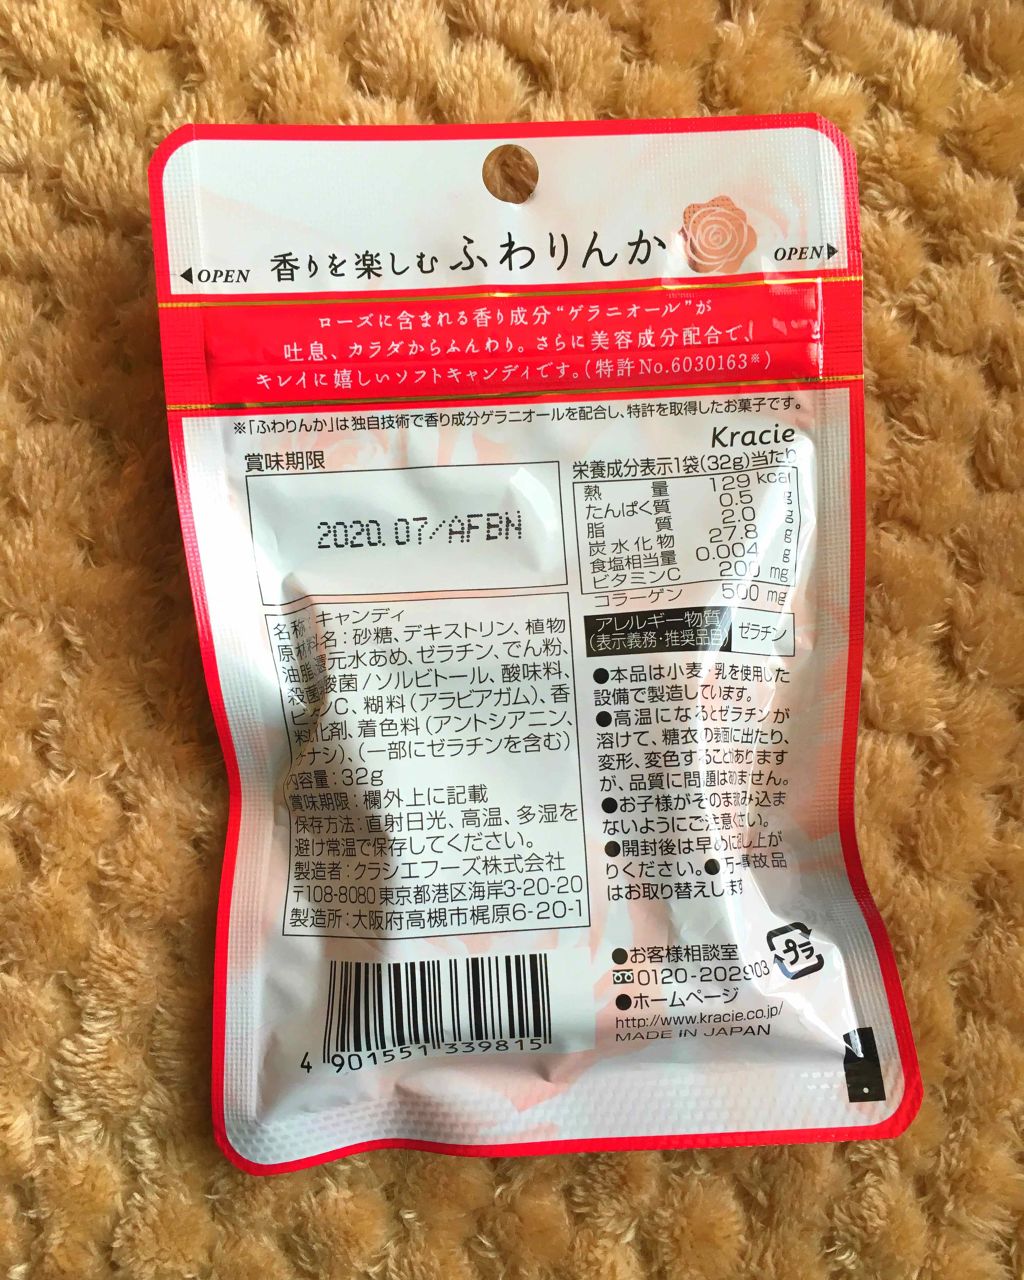 ◀OPEN 香りを楽しむ ふわりんか OPEN▶
ローズに含まれる香り成分“ゲラニオール”が
吐息、カラダからふんわり。さらに美容成分配合で、
キレイに嬉しいソフトキャンディです。(特許No.6030163※)
※「ふわりんか」は独自技術で香り成分ゲラニオールを配合し、特許を取得したお菓子です。
Kracie
賞味期限
2020.07/AFBN
栄養成分表示1袋(32g)当たり
熱量 129 kcal
たんぱく質 0.5 g
脂質 2.0 g
炭水化物 27.8 g
食塩相当量 0.004 g
ビタミンC 200 mg
コラーゲン 500 mg
アレルギー物質
(表示義務・推奨品目)
ゼラチン
名称:キャンディ
原材料名:砂糖、デキストリン、植物
油脂、還元水あめ、ゼラチン、でん粉、
殺菌酸菌/ソルビトール、酸味料、
ビタミンC、糊料(アラビアガム)、香
料、乳化剤、着色料(アントシアニン、
クチナシ)、(一部にゼラチンを含む)
内容量:32g
賞味期限:欄外上に記載
保存方法:直射日光、高温、多湿を
避け常温で保存してください。
製造者:クラシエフーズ株式会社
〒108-8080 東京都港区海岸3-20-20
製造所:大阪府高槻市梶原6-20-1
●本品は小麦・乳を使用した
設備で製造しています。
●高温になるとゼラチンが
溶けて、糖衣の表面に出たり、
変形、変色することがあります
が、品質に問題はありません。
●お子様がそのまま飲み込ま
ないようにご注意ください。
●開封後は早めに召し上が
りください。●万一事故品
はお取り替えします
●お客様相談室
0120-202903
●ホームページ
http://www.kracie.co.jp/
MADE IN JAPAN
プラ
4 901551 339815